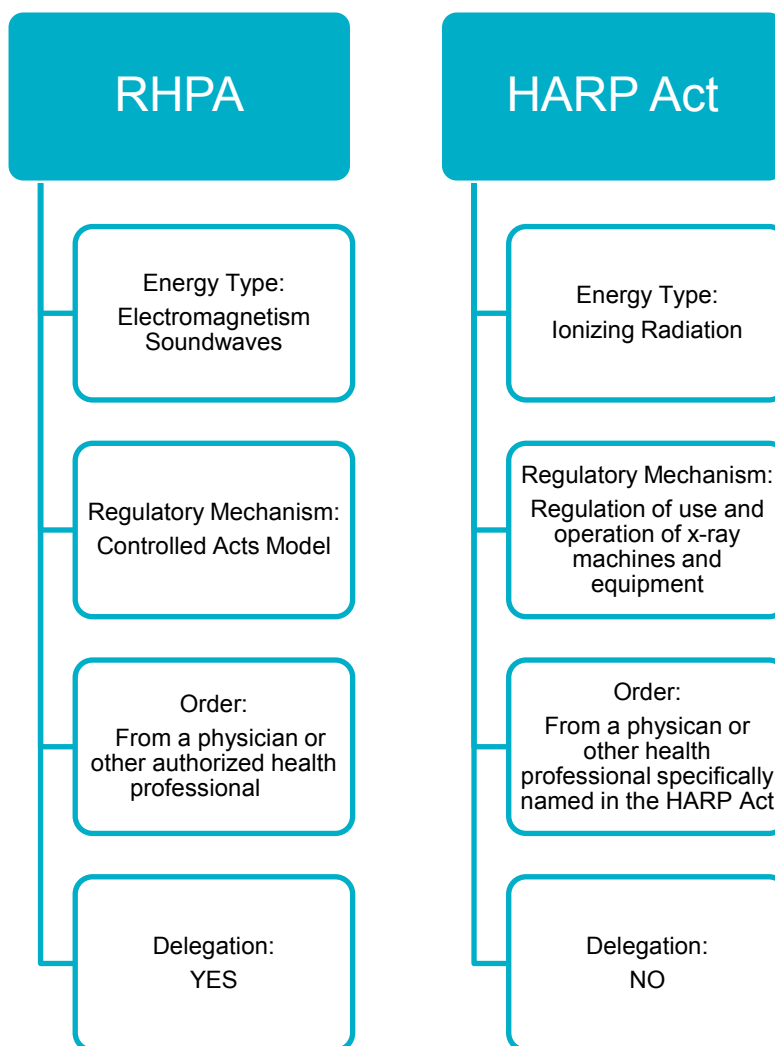 RHPA
Energy Type:
Electromagnetism
Soundwaves
Regulatory Mechanism:
Controlled Acts Model
Order:
From a physician or
other authorized health
professional
Delegation:
YES
HARP Act
Energy Type:
Ionizing Radiation
Regulatory Mechanism:
Regulation of use and
operation of x-ray
machines and
equipment
Order:
From a physican or
other health
professional specifically
named in the HARP Act
Delegation:
NO